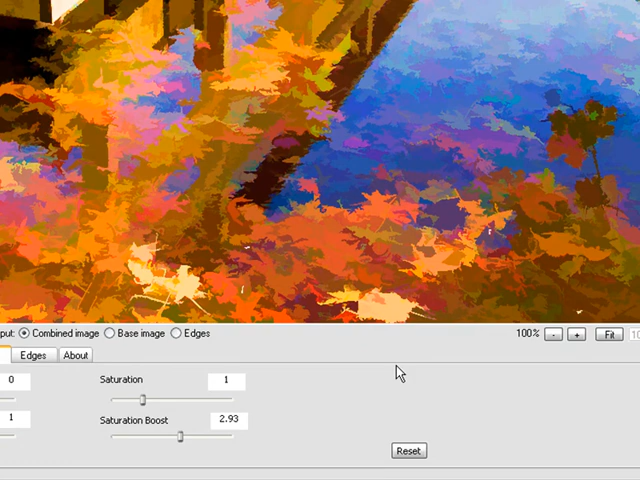 put: Combined image Base image Edges 100% - + Fit 10
Edges About
0 Saturation 1
1 Saturation Boost 2.93
Reset